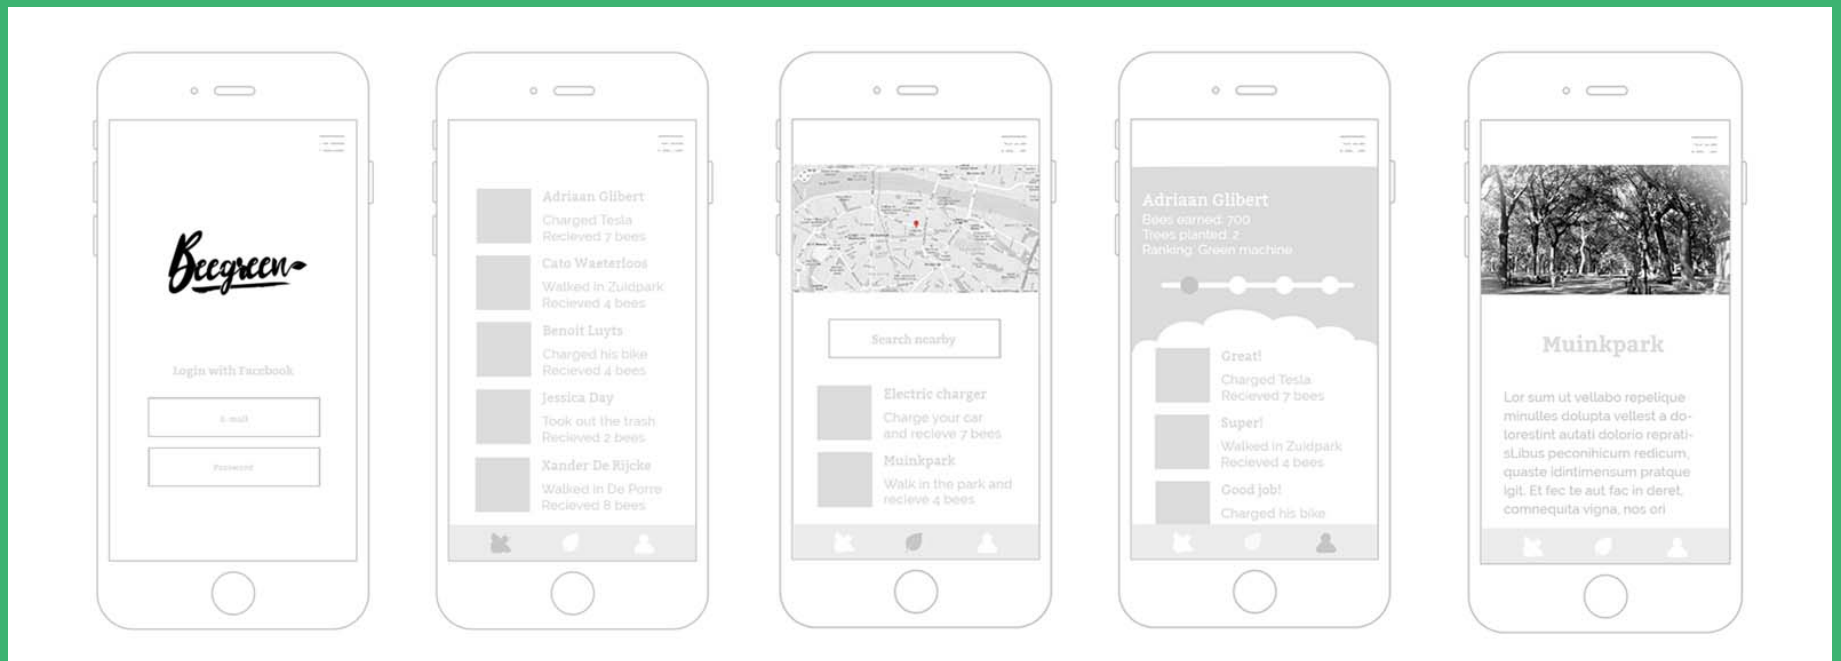 Beegreen
Login with Facebook
E-mail
Password
Adriaan Glibert
Charged Tesla
Recieved 7 bees
Cato Waeterloos
Walked in Zuidpark
Recieved 4 bees
Benoit Luyts
Charged his bike
Recieved 4 bees
Jessica Day
Took out the trash
Recieved 2 bees
Xander De Rijcke
Walked in De Porre
Recieved 8 bees
Search nearby
Electric charger
Charge your car
and recieve 7 bees
Muinkpark
Walk in the park and
recieve 4 bees
Adriaan Glibert
Bees earned: 700
Trees planted: 2
Ranking: Green machine
Great!
Charged Tesla
Recieved 7 bees
Super!
Walked in Zuidpark
Recieved 4 bees
Good job!
Charged his bike
Muinkpark
Lor sum ut vellabo repelique
minulles dolupta vellest a do-
lorestint autati dolorio reprati-
sLibus peconihicum redicum,
quaste idintimensum pratque
igit. Et fec te aut fac in deret,
comnequita vigna, nos ori